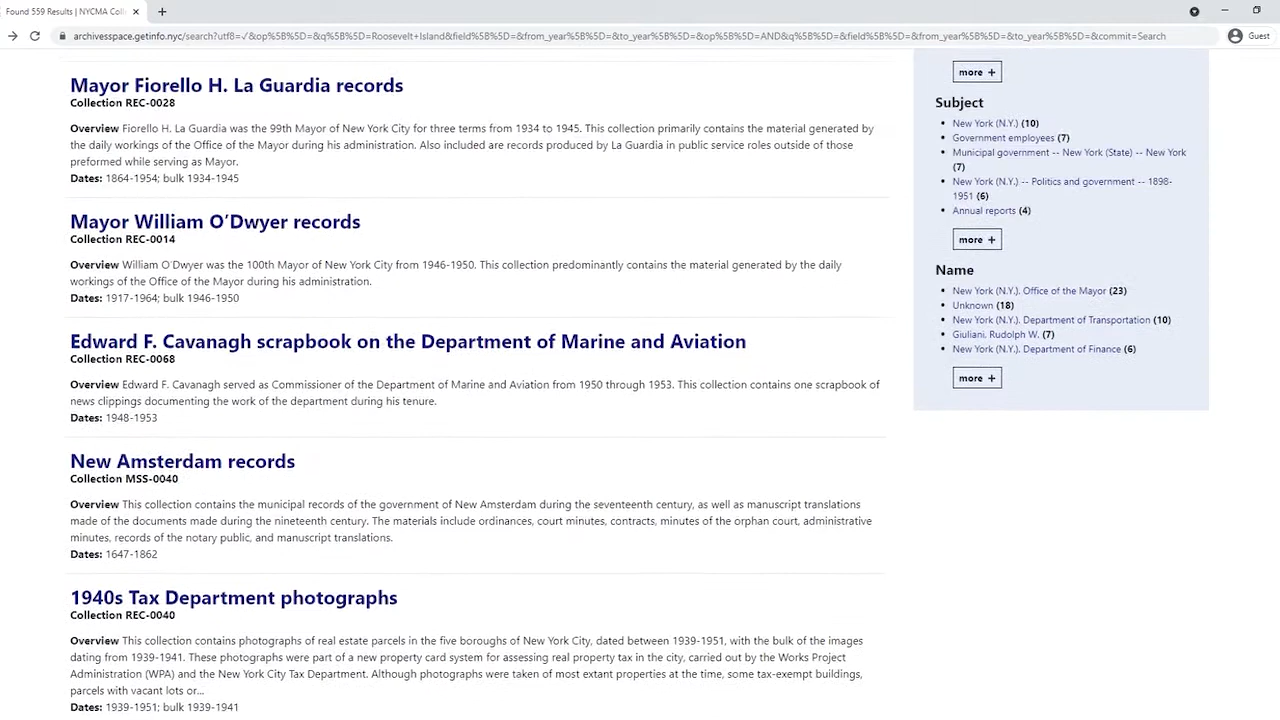 Found 559 Results | NYCMA Coll
archivesspace.getinfo.nyc/search?utf8=✓&op%5B%5D=&q%5B%5D=Roosevelt+Island&field%5B%5D=&from_year%5B%5D=&to_year%5B%5D=&op%5B%5D=AND&q%5B%5D=&field%5B%5D=&from_year%5B%5D=&to_year%5B%5D=&commit=Search
Guest
Mayor Fiorello H. La Guardia records
Collection REC-0028
Overview Fiorello H. La Guardia was the 99th Mayor of New York City for three terms from 1934 to 1945. This collection primarily contains the material generated by
the daily workings of the Office of the Mayor during his administration. Also included are records produced by La Guardia in public service roles outside of those
preformed while serving as Mayor.
Dates: 1864-1954; bulk 1934-1945
Mayor William O'Dwyer records
Collection REC-0014
Overview William O'Dwyer was the 100th Mayor of New York City from 1946-1950. This collection predominantly contains the material generated by the daily
workings of the Office of the Mayor during his administration.
Dates: 1917-1964; bulk 1946-1950
Edward F. Cavanagh scrapbook on the Department of Marine and Aviation
Collection REC-0068
Overview Edward F. Cavanagh served as Commissioner of the Department of Marine and Aviation from 1950 through 1953. This collection contains one scrapbook of
news clippings documenting the work of the department during his tenure.
Dates: 1948-1953
New Amsterdam records
Collection MSS-0040
Overview This collection contains the municipal records of the government of New Amsterdam during the seventeenth century, as well as manuscript translations
made of the documents made during the nineteenth century. The materials include ordinances, court minutes, contracts, minutes of the orphan court, administrative
minutes, records of the notary public, and manuscript translations.
Dates: 1647-1862
1940s Tax Department photographs
Collection REC-0040
Overview This collection contains photographs of real estate parcels in the five boroughs of New York City, dated between 1939-1951, with the bulk of the images
dating from 1939-1941. These photographs were part of a new property card system for assessing real property tax in the city, carried out by the Works Project
Administration (WPA) and the New York City Tax Department. Although photographs were taken of most extant properties at the time, some tax-exempt buildings,
parcels with vacant lots or...
Dates: 1939-1951; bulk 1939-1941
more +
Subject
New York (N.Y.) (10)
Government employees (7)
Municipal government -- New York (State) -- New York
(7)
New York (N.Y.) -- Politics and government -- 1898-
1951 (6)
Annual reports (4)
more +
Name
New York (N.Y.). Office of the Mayor (23)
Unknown (18)
New York (N.Y.). Department of Transportation (10)
Giuliani, Rudolph W. (7)
New York (N.Y.). Department of Finance (6)
more +